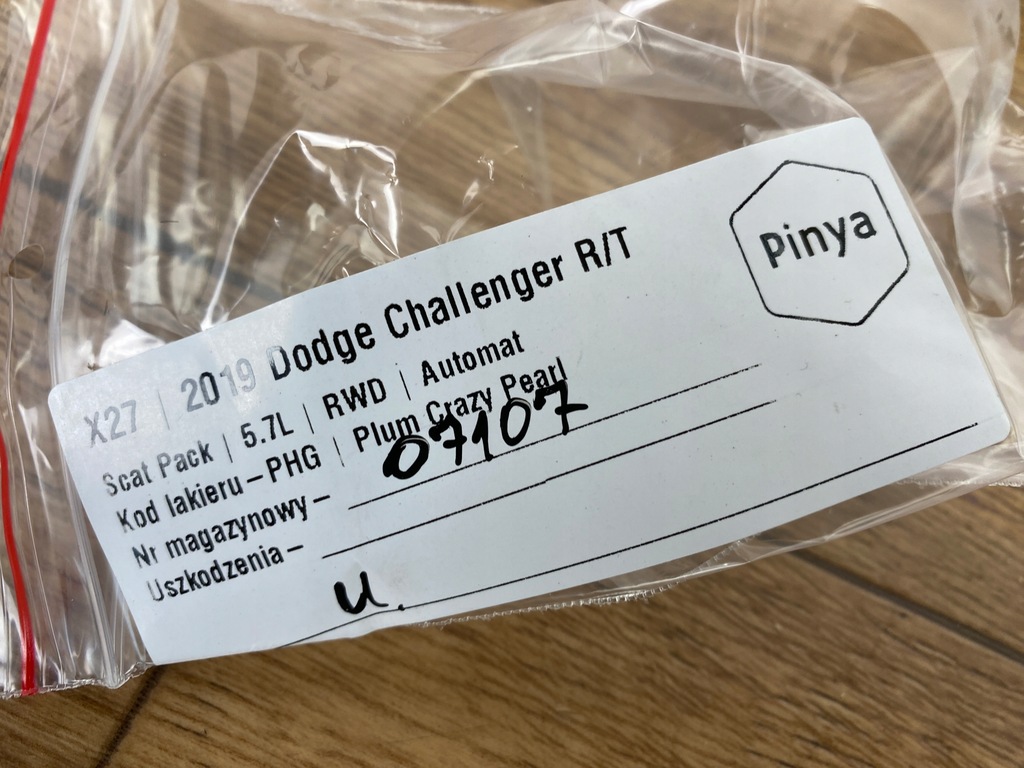 Pinya
X27 | 2019 Dodge Challenger R/T
Scat Pack | 5.7L | RWD | Automat
Kod lakieru – PHG | Plum Crazy Pearl
Nr magazynowy – 07107
Uszkodzenia –
u.